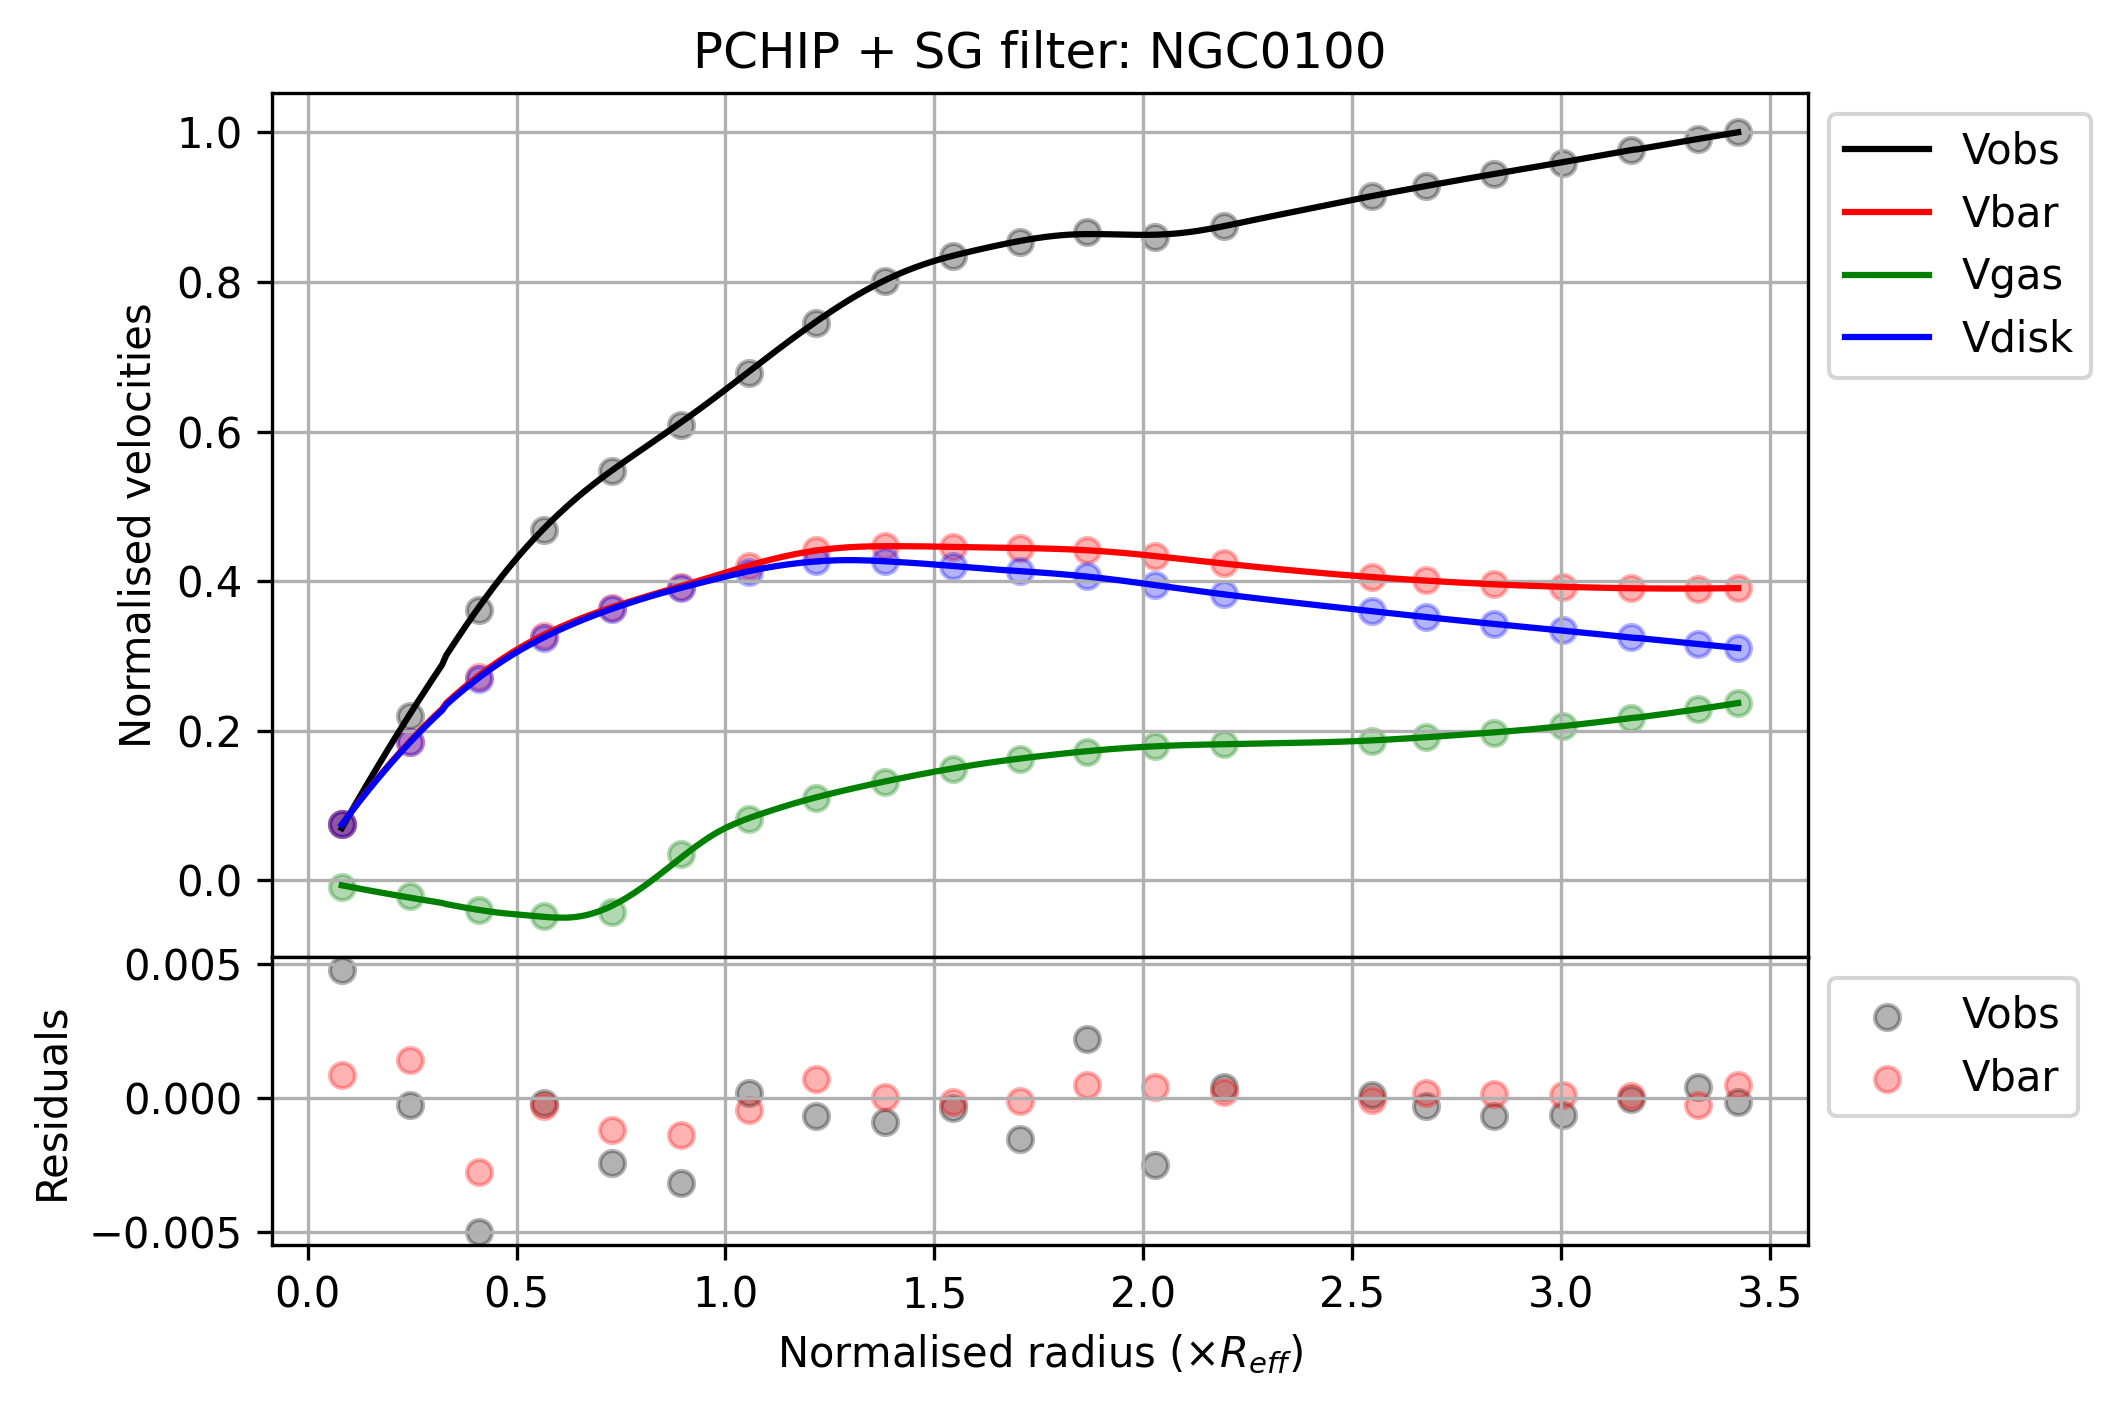 PCHIP + SG filter: NGC0100
Normalised velocities
1.0
0.8
0.6
0.4
0.2
0.0
Vobs
Vbar
Vgas
Vdisk
Residuals
0.005
0.000
−0.005
Vobs
Vbar
0.0 0.5 1.0 1.5 2.0 2.5 3.0 3.5
Normalised radius (×R_eff)